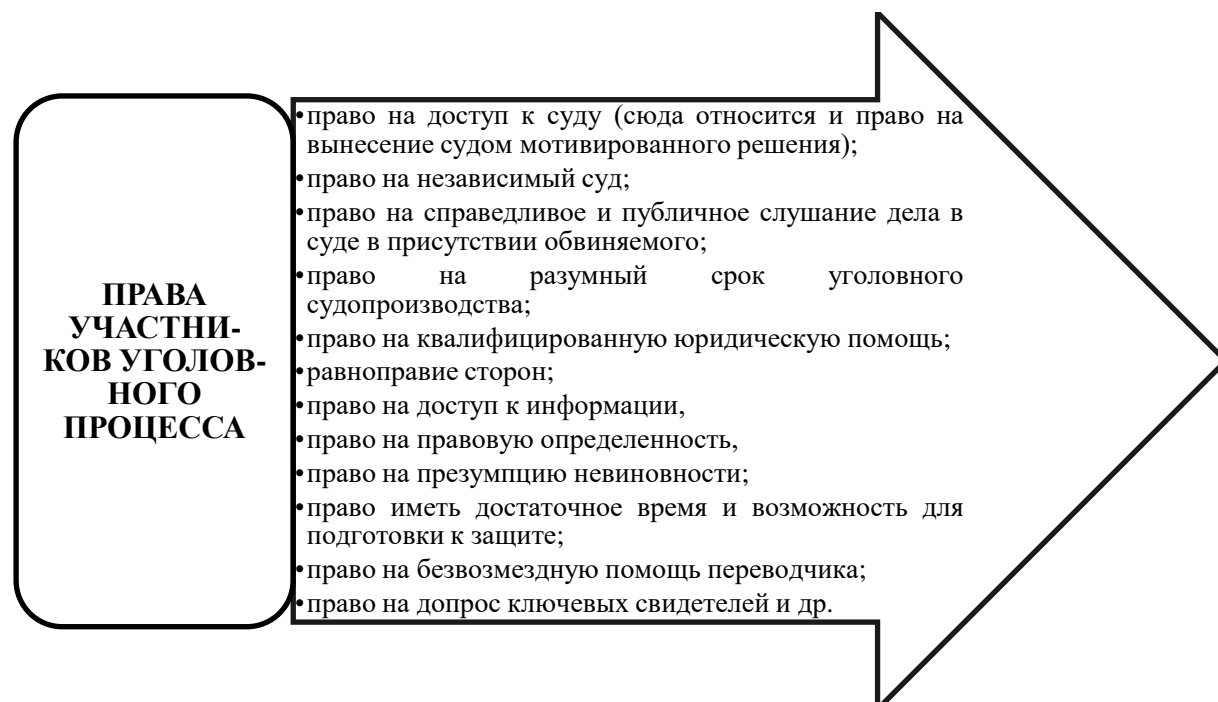 ПРАВА
УЧАСТНИ-
КОВ УГОЛОВ-
НОГО
ПРОЦЕССА
•право на доступ к суду (сюда относится и право на
вынесение судом мотивированного решения);
•право на независимый суд;
•право на справедливое и публичное слушание дела в
суде в присутствии обвиняемого;
•право на разумный срок уголовного
судопроизводства;
•право на квалифицированную юридическую помощь;
•равноправие сторон;
•право на доступ к информации,
•право на правовую определенность,
•право на презумпцию невиновности;
•право иметь достаточное время и возможность для
подготовки к защите;
•право на безвозмездную помощь переводчика;
•право на допрос ключевых свидетелей и др.